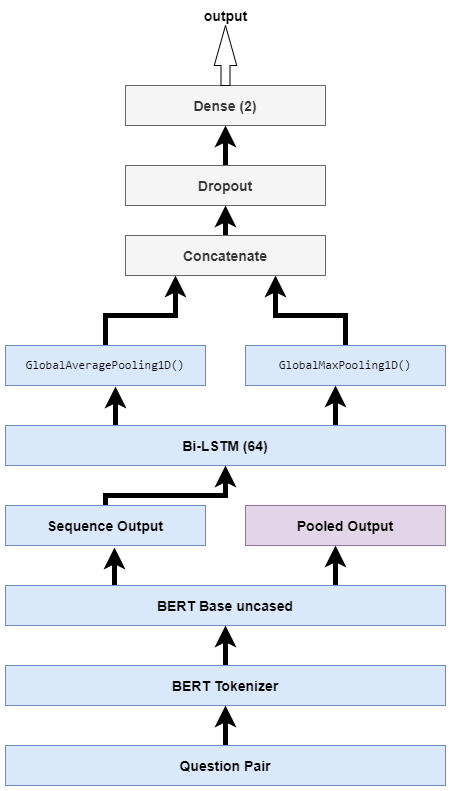 output
Dense (2)
Dropout
Concatenate
GlobalAveragePooling1D()
GlobalMaxPooling1D()
Bi-LSTM (64)
Sequence Output
Pooled Output
BERT Base uncased
BERT Tokenizer
Question Pair